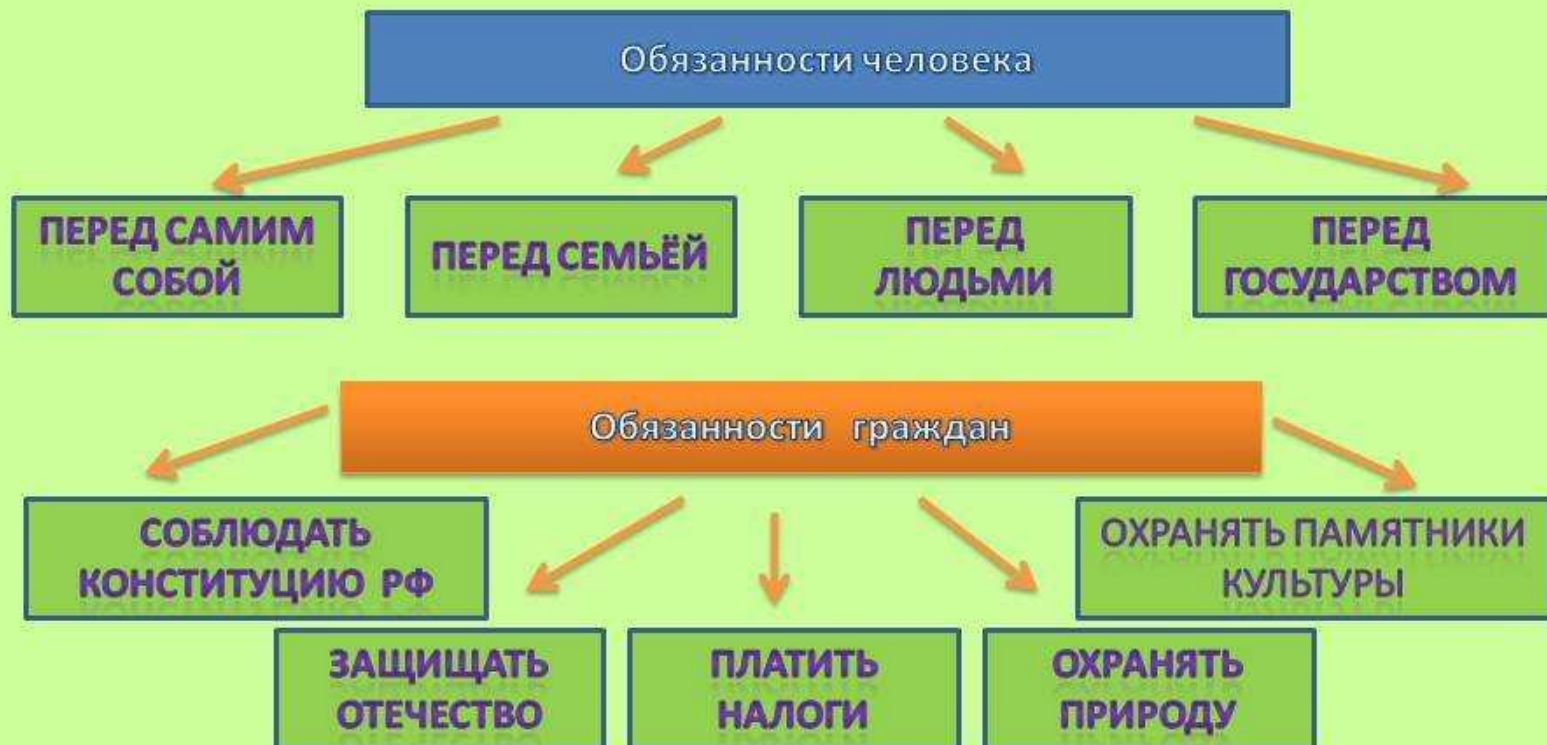 Обязанности человека
ПЕРЕД САМИМ
СОБОЙ
ПЕРЕД СЕМЬЁЙ
ПЕРЕД
ЛЮДЬМИ
ПЕРЕД
ГОСУДАРСТВОМ
Обязанности граждан
СОБЛЮДАТЬ
КОНСТИТУЦИЮ РФ
ЗАЩИЩАТЬ
ОТЕЧЕСТВО
ПЛАТИТЬ
НАЛОГИ
ОХРАНЯТЬ
ПРИРОДУ
ОХРАНЯТЬ ПАМЯТНИКИ
КУЛЬТУРЫ